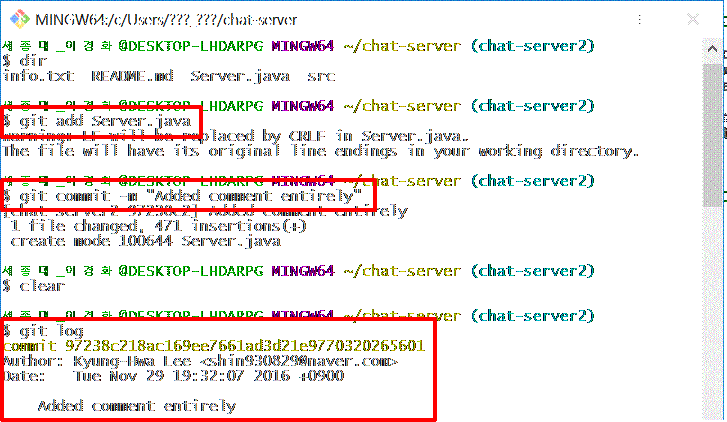 MINGW64:/c/Users/???_???/chat-server
세종대_이경화@DESKTOP-LHDARPG MINGW64 ~/chat-server (chat-server2)
$ dir
info.txt  README.md  Server.java  src
세종대_이경화@DESKTOP-LHDARPG MINGW64 ~/chat-server (chat-server2)
$ git add Server.java
warning: LF will be replaced by CRLF in Server.java.
The file will have its original line endings in your working directory.
세종대_이경화@DESKTOP-LHDARPG MINGW64 ~/chat-server (chat-server2)
$ git commit -m "Added comment entirely"
[chat-server2 97238c2] Added comment entirely
1 file changed, 471 insertions(+)
create mode 100644 Server.java
세종대_이경화@DESKTOP-LHDARPG MINGW64 ~/chat-server (chat-server2)
$ clear
세종대_이경화@DESKTOP-LHDARPG MINGW64 ~/chat-server (chat-server2)
$ git log
commit 97238c218ac169ee7661ad3d21e9770320265601
Author: Kyung-Hwa Lee <shin930829@naver.com>
Date:   Tue Nov 29 19:32:07 2016 +0900
Added comment entirely